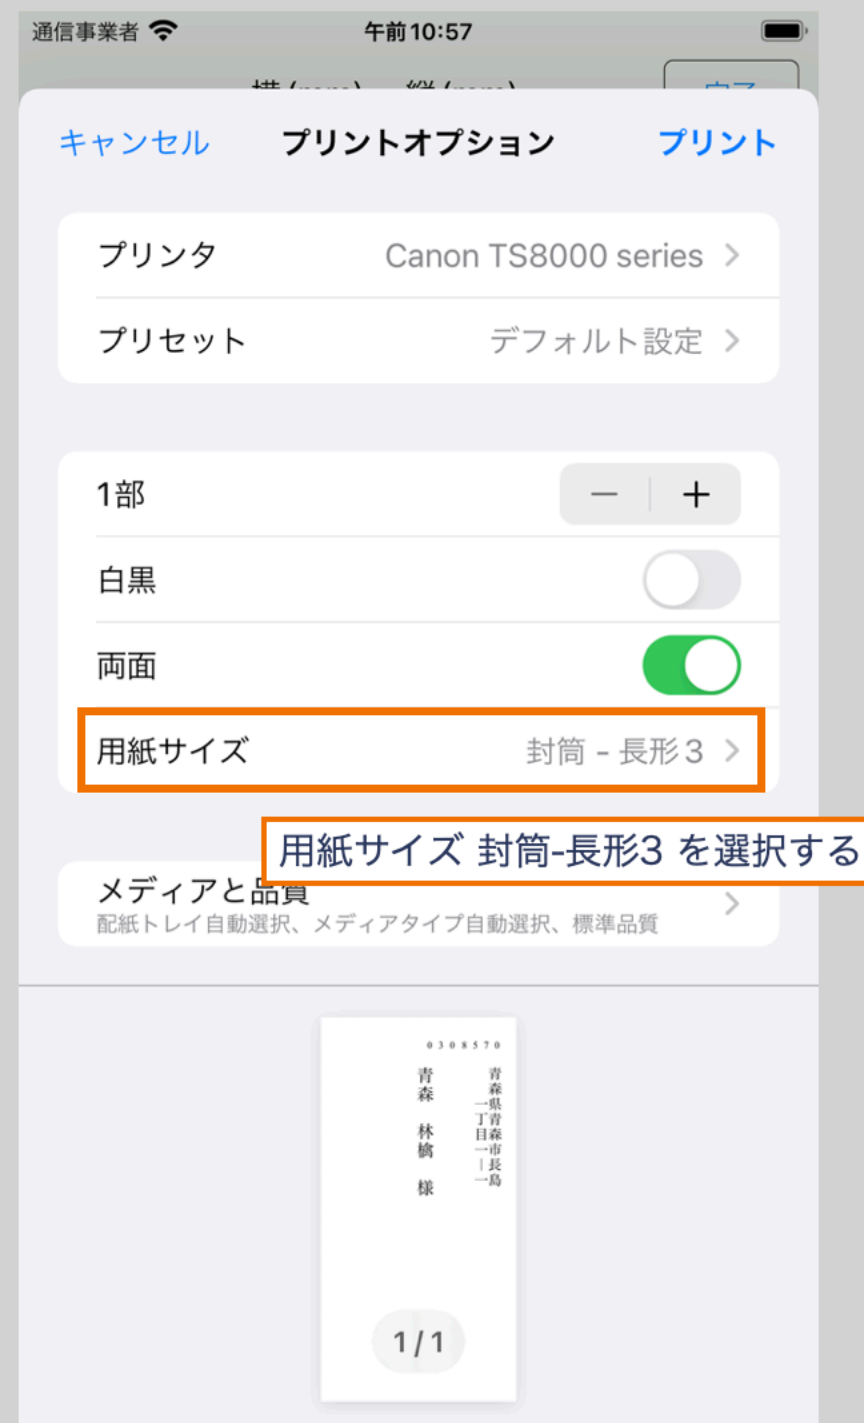 通信事業者 午前10:57
キャンセル プリントオプション プリント
プリンタ Canon TS8000 series
プリセット デフォルト設定
1部 − +
白黒
両面
用紙サイズ 封筒 - 長形3
用紙サイズ 封筒-長形3 を選択する
メディアと品質
配紙トレイ自動選択、メディアタイプ自動選択、標準品質
0308570
青森県青森市長島
一丁目一ー一
青森 林檎 様
1/1